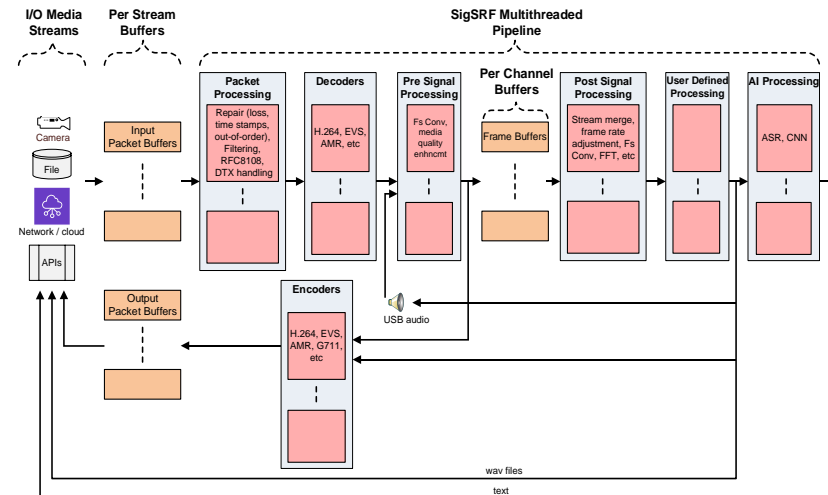 I/O Media
Streams
Per Stream
Buffers
SigSRF Multithreaded
Pipeline
Camera
File
Network / cloud
APIs
Input
Packet Buffers
Packet
Processing
Repair (loss,
time stamps,
out-of-order),
Filtering,
RFC8108,
DTX handling
Decoders
H.264, EVS,
AMR, etc
Pre Signal
Processing
Fs Conv,
media
quality
enhncmt
Per Channel
Buffers
Frame Buffers
Post Signal
Processing
Stream merge,
frame rate
adjustment, Fs
Conv, FFT, etc
User Defined
Processing
AI Processing
ASR, CNN
Output
Packet Buffers
Encoders
H.264, EVS,
AMR, G711,
etc
USB audio
wav files
text